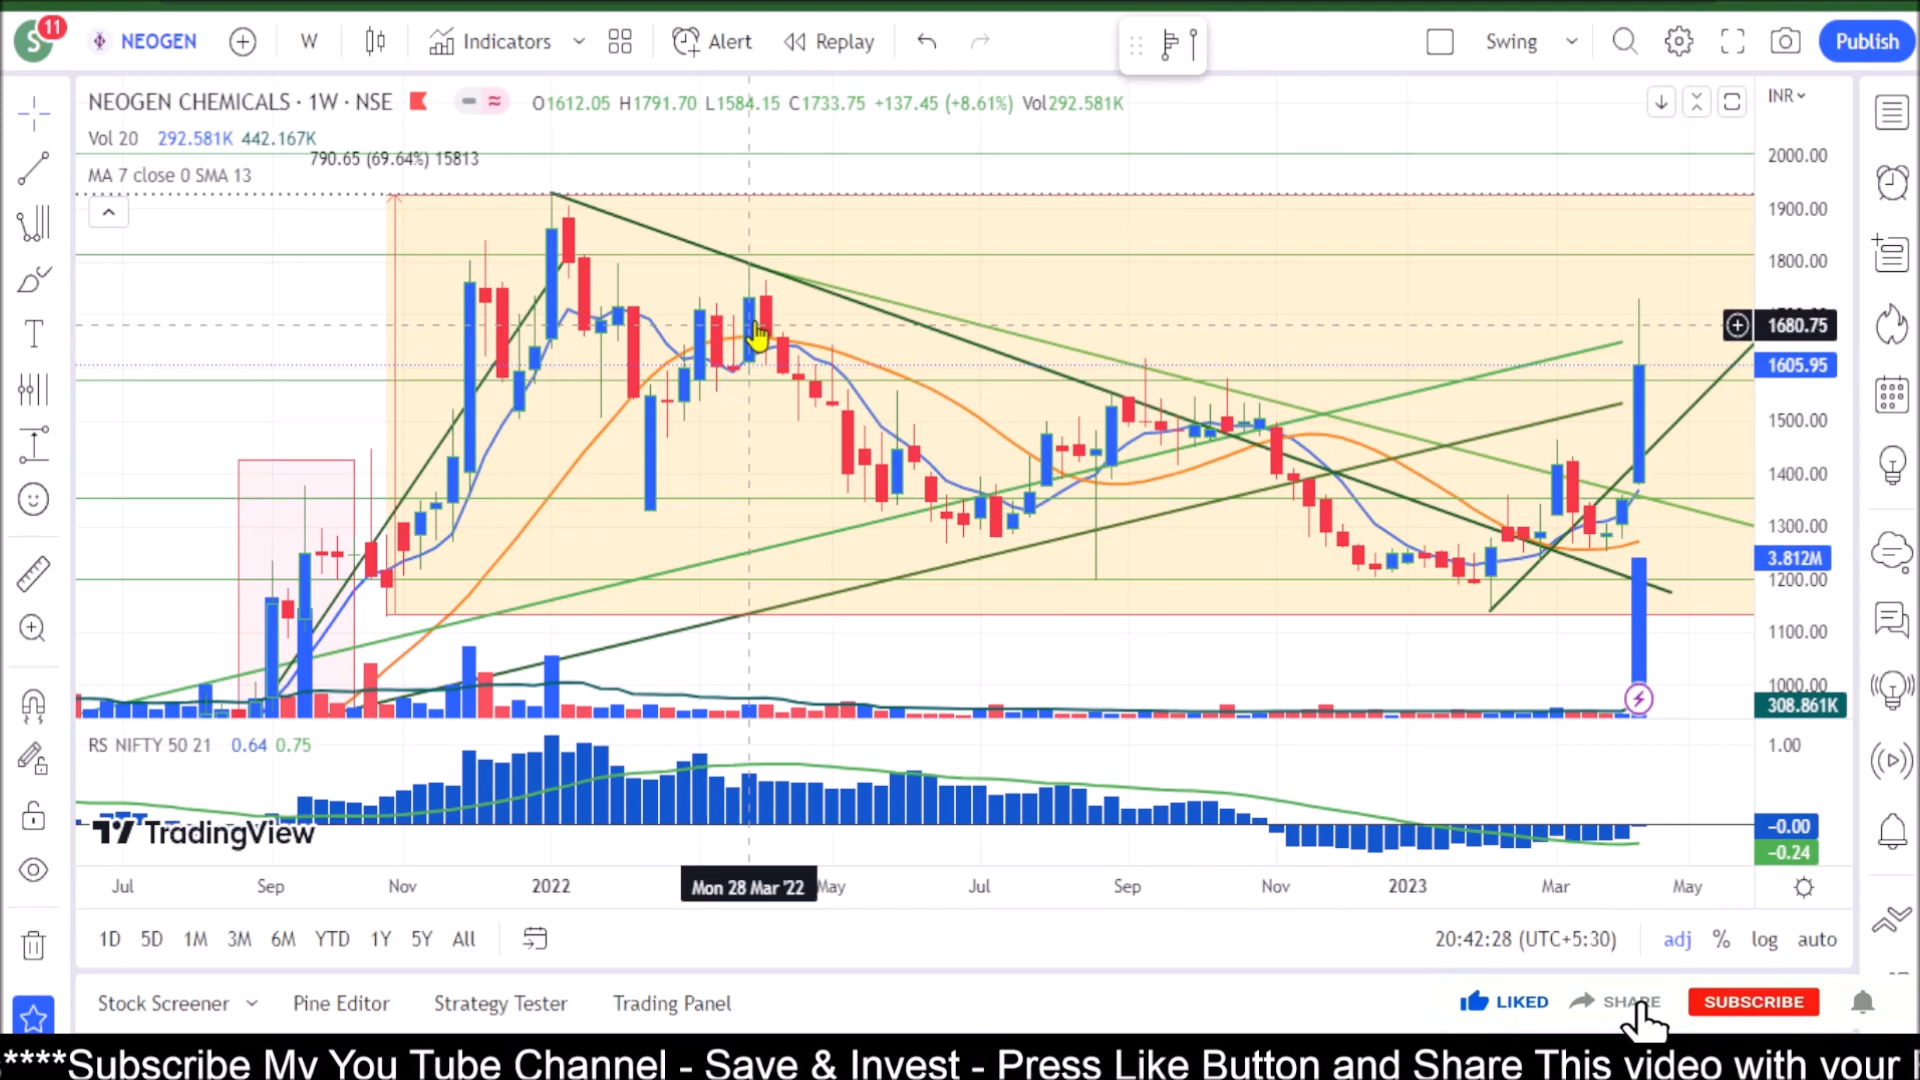 S 11 NEOGEN W Indicators Alert Replay Swing Publish
NEOGEN CHEMICALS · 1W · NSE O1612.05 H1791.70 L1584.15 C1733.75 +137.45 (+8.61%) Vol292.581K INR
Vol 20 292.581K 442.167K
790.65 (69.64%) 15813
MA 7 close 0 SMA 13
2000.00
1900.00
1800.00
1680.75
1605.95
1500.00
1400.00
1300.00
3.812M
1200.00
1100.00
1000.00
308.861K
RS NIFTY 50 21 0.64 0.75
1.00
-0.00
-0.24
TradingView
Jul Sep Nov 2022 Mon 28 Mar '22 May Jul Sep Nov 2023 Mar May
1D 5D 1M 3M 6M YTD 1Y 5Y All 20:42:28 (UTC+5:30) adj % log auto
Stock Screener Pine Editor Strategy Tester Trading Panel LIKED SHARE SUBSCRIBE
****Subscribe My You Tube Channel - Save & Invest - Press Like Button and Share This video with your